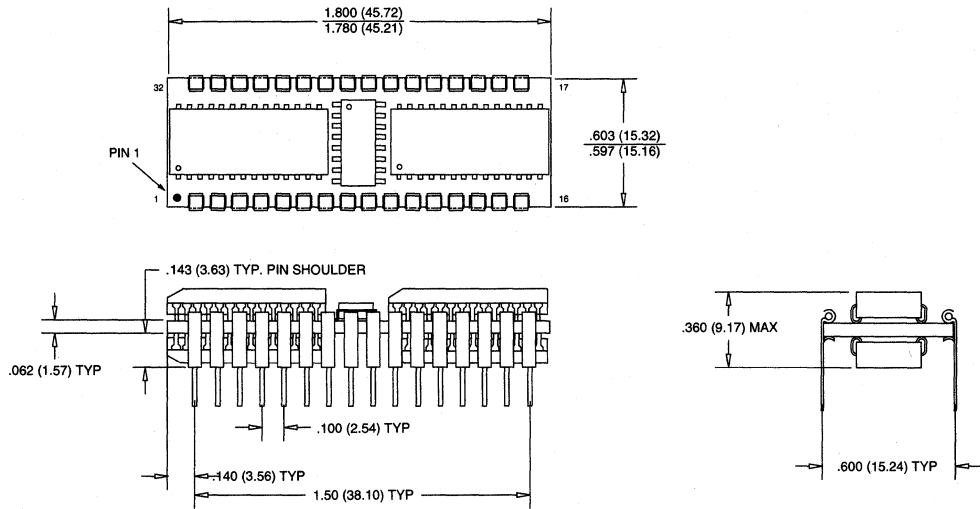 1.800 (45.72)
1.780 (45.21)
32
17
.603 (15.32)
.597 (15.16)
PIN 1
1
16
.143 (3.63) TYP. PIN SHOULDER
.360 (9.17) MAX
.062 (1.57) TYP
.100 (2.54) TYP
.140 (3.56) TYP
.600 (15.24) TYP
1.50 (38.10) TYP